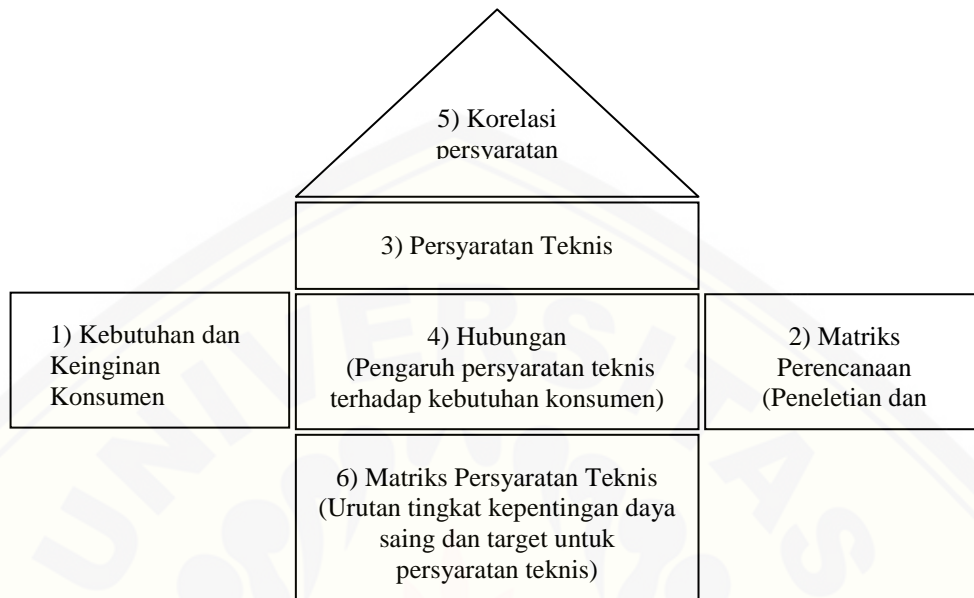 5) Korelasi
persyaratan
3) Persyaratan Teknis
1) Kebutuhan dan
Keinginan
Konsumen
4) Hubungan
(Pengaruh persyaratan teknis
terhadap kebutuhan konsumen)
2) Matriks
Perencanaan
(Peneletian dan
6) Matriks Persyaratan Teknis
(Urutan tingkat kepentingan daya
saing dan target untuk
persyaratan teknis)
UNIVERSITAS